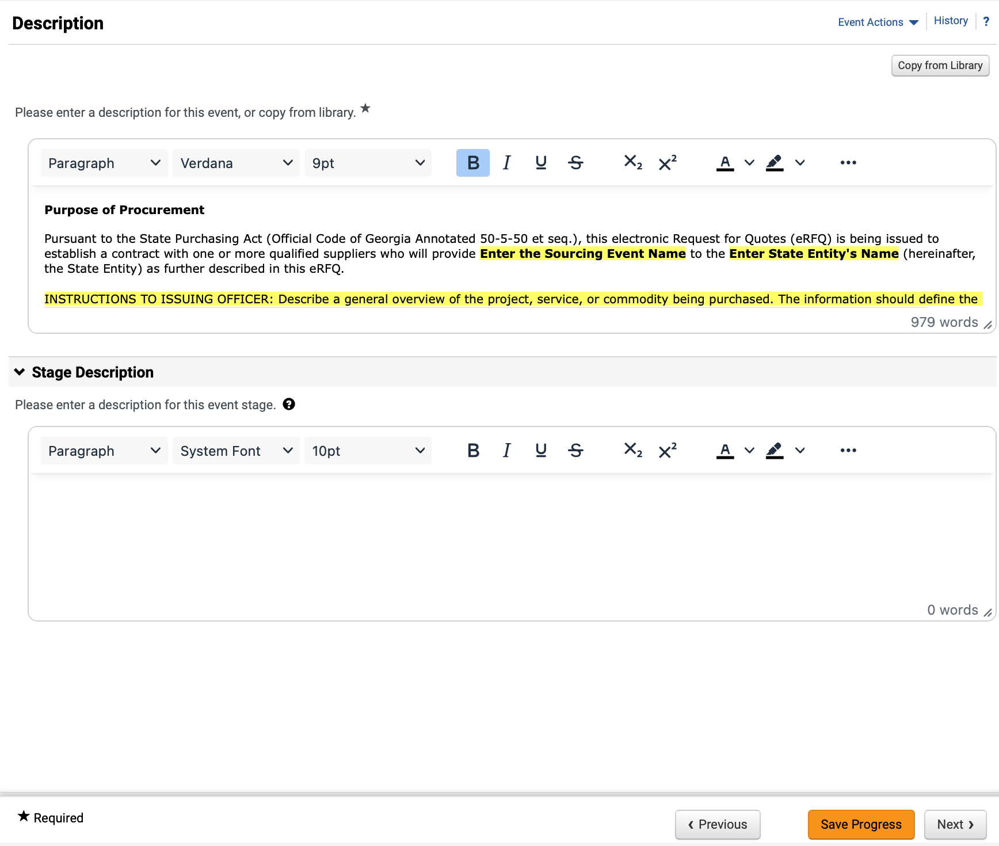 Description
Event Actions
History
?
Copy from Library
Please enter a description for this event, or copy from library. ★
Paragraph
Verdana
9pt
B
I
U
S
X₂
X²
A
Purpose of Procurement
Pursuant to the State Purchasing Act (Official Code of Georgia Annotated 50-5-50 et seq.), this electronic Request for Quotes (eRFQ) is being issued to
establish a contract with one or more qualified suppliers who will provide Enter the Sourcing Event Name to the Enter State Entity's Name (hereinafter,
the State Entity) as further described in this eRFQ.
INSTRUCTIONS TO ISSUING OFFICER: Describe a general overview of the project, service, or commodity being purchased. The information should define the
979 words
Stage Description
Please enter a description for this event stage. ?
Paragraph
System Font
10pt
B
I
U
S
X₂
X²
A
0 words
★ Required
‹ Previous
Save Progress
Next ›